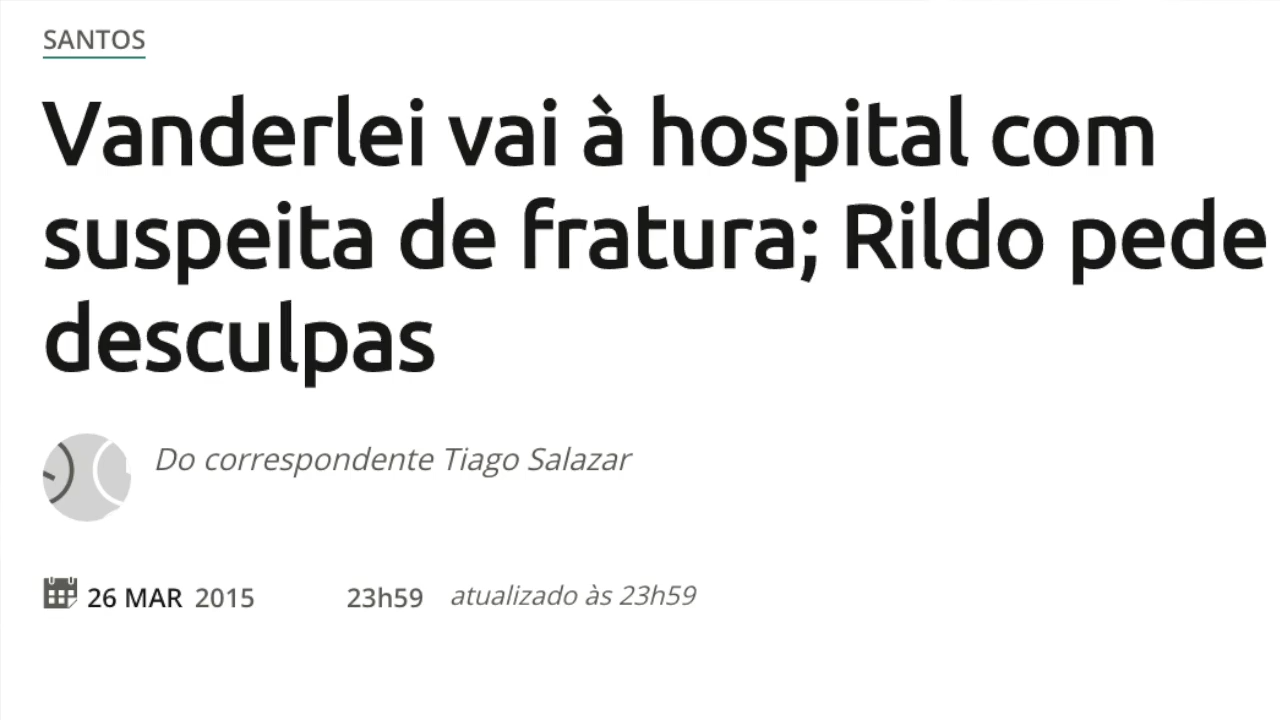 SANTOS
Vanderlei vai à hospital com
suspeita de fratura; Rildo pede
desculpas
Do correspondente Tiago Salazar
26 MAR 2015 23h59 atualizado às 23h59